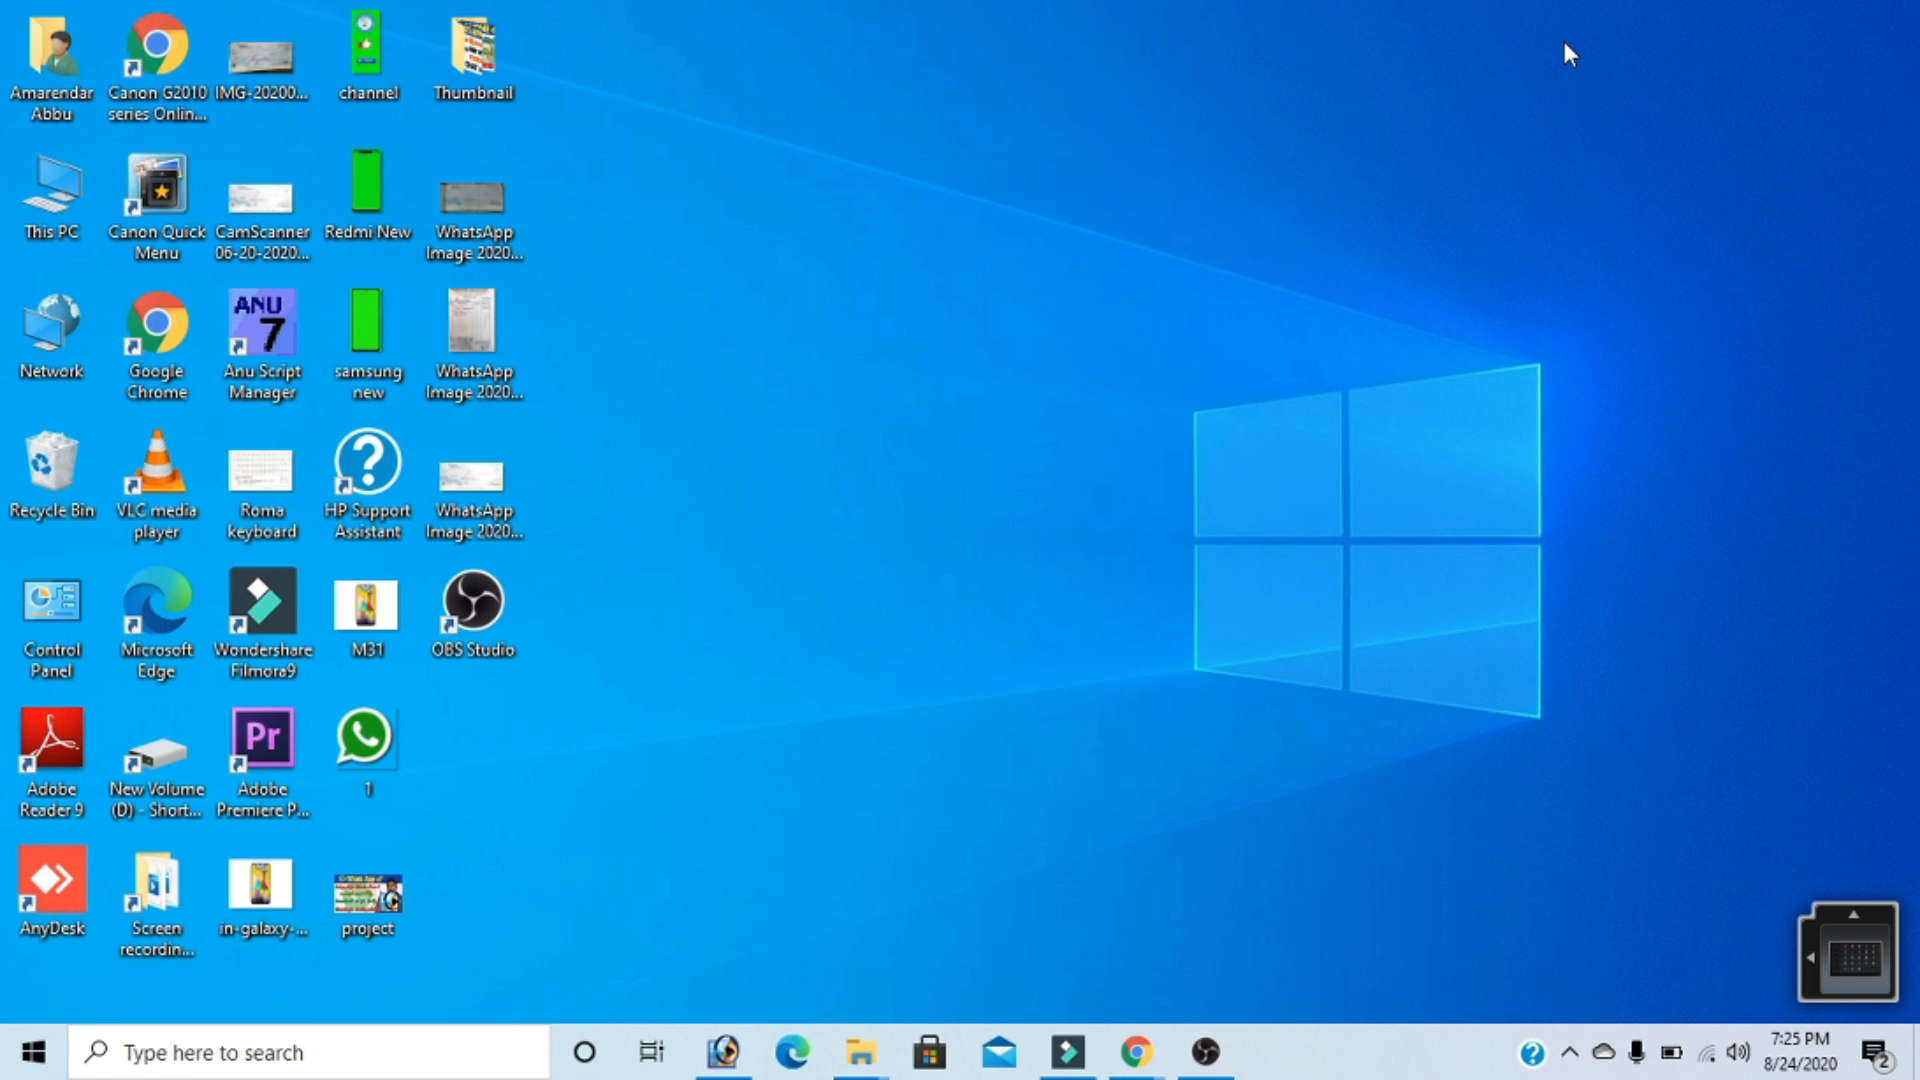 Amarendar
Abbu
Canon G2010
series Onlin...
IMG-20200...
channel
Thumbnail
This PC
Canon Quick
Menu
CamScanner
06-20-2020...
Redmi New
WhatsApp
Image 2020...
Network
Google
Chrome
ANU
7
Anu Script
Manager
samsung
new
WhatsApp
Image 2020...
Recycle Bin
VLC media
player
Roma
keyboard
?
HP Support
Assistant
WhatsApp
Image 2020...
Control
Panel
Microsoft
Edge
Wondershare
Filmora9
M31
OBS Studio
Adobe
Reader 9
New Volume
(D) - Short...
Pr
Adobe
Premiere P...
1
AnyDesk
Screen
recordin...
in-galaxy-...
project
Type here to search
?
7:25 PM
8/24/2020
2